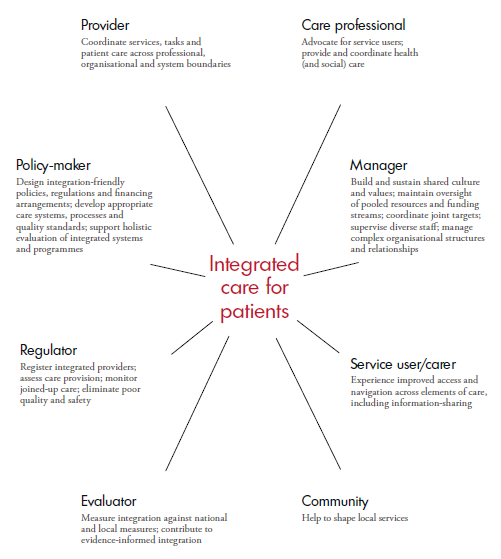 Provider
Coordinate services, tasks and
patient care across professional,
organisational and system boundaries
Care professional
Advocate for service users;
provide and coordinate health
(and social) care
Policy-maker
Design integration-friendly
policies, regulations and financing
arrangements; develop appropriate
care systems, processes and
quality standards; support holistic
evaluation of integrated systems
and programmes
Manager
Build and sustain shared culture
and values; maintain oversight
of pooled resources and funding
streams; coordinate joint targets;
supervise diverse staff; manage
complex organisational structures
and relationships
Integrated
care for
patients
Regulator
Register integrated providers;
assess care provision; monitor
joined-up care; eliminate poor
quality and safety
Service user/carer
Experience improved access and
navigation across elements of care,
including information-sharing
Evaluator
Measure integration against national
and local measures; contribute to
evidence-informed integration
Community
Help to shape local services